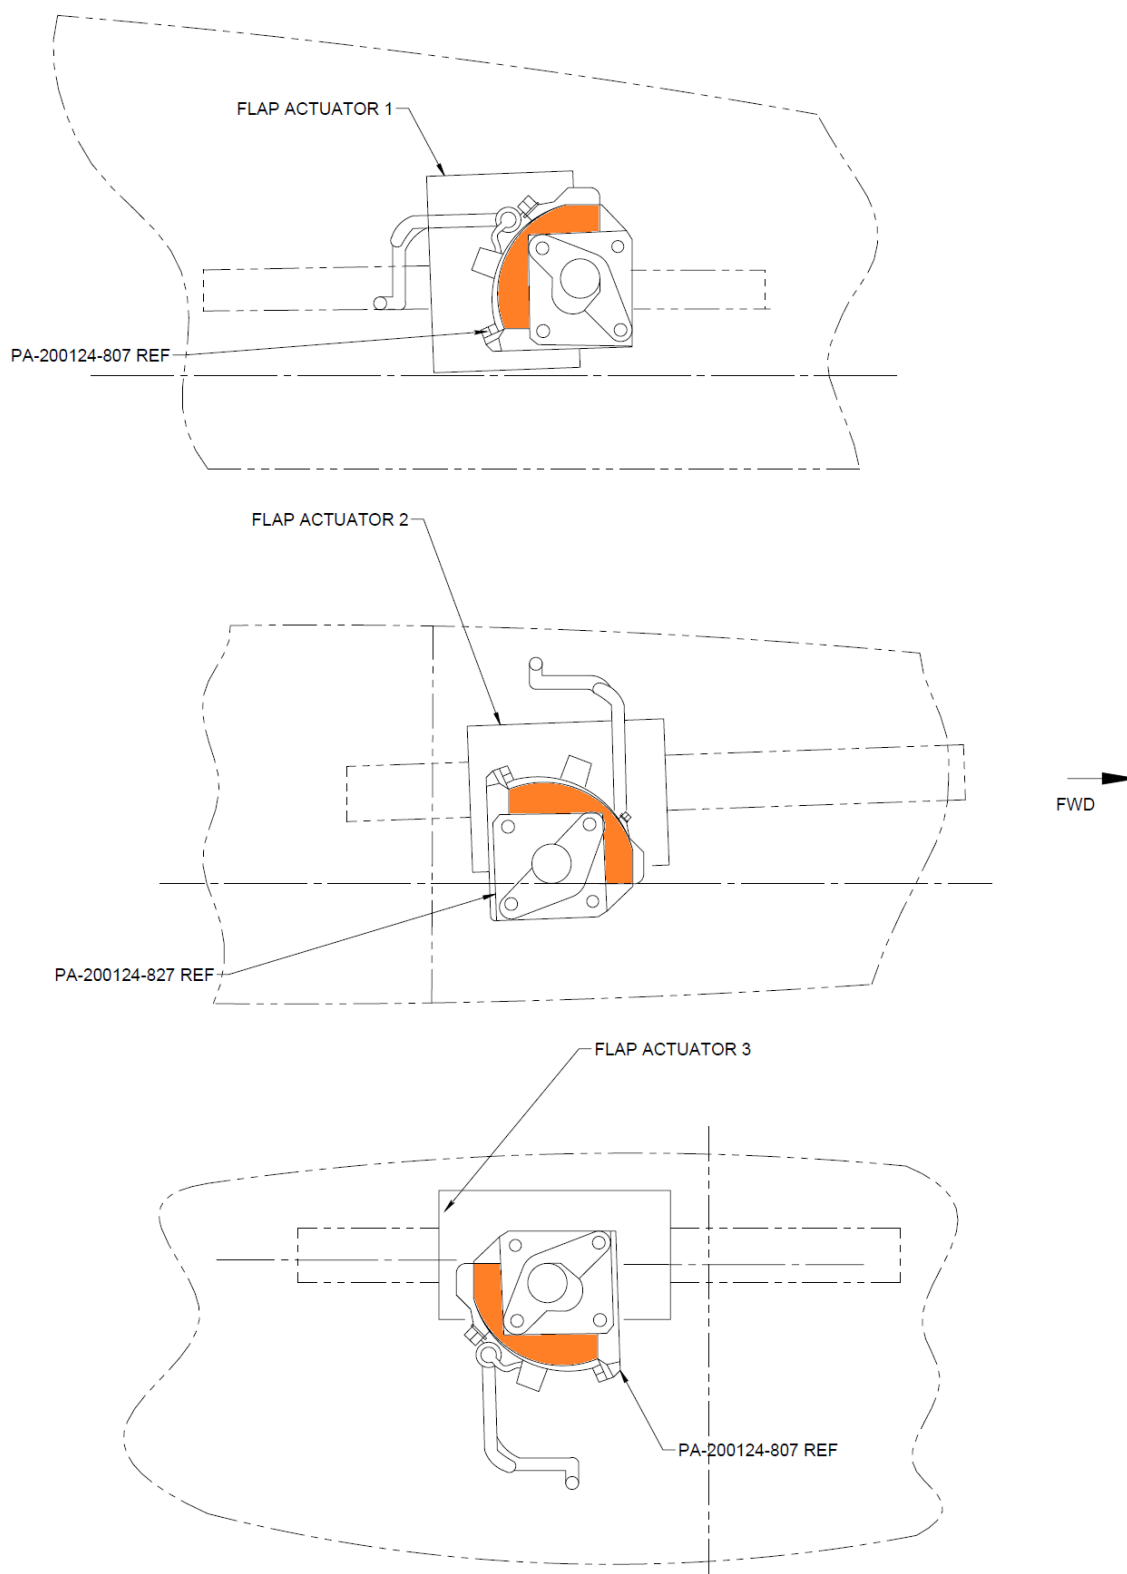 FLAP ACTUATOR 1
PA-200124-807 REF
FLAP ACTUATOR 2
FWD
PA-200124-827 REF
FLAP ACTUATOR 3
PA-200124-807 REF